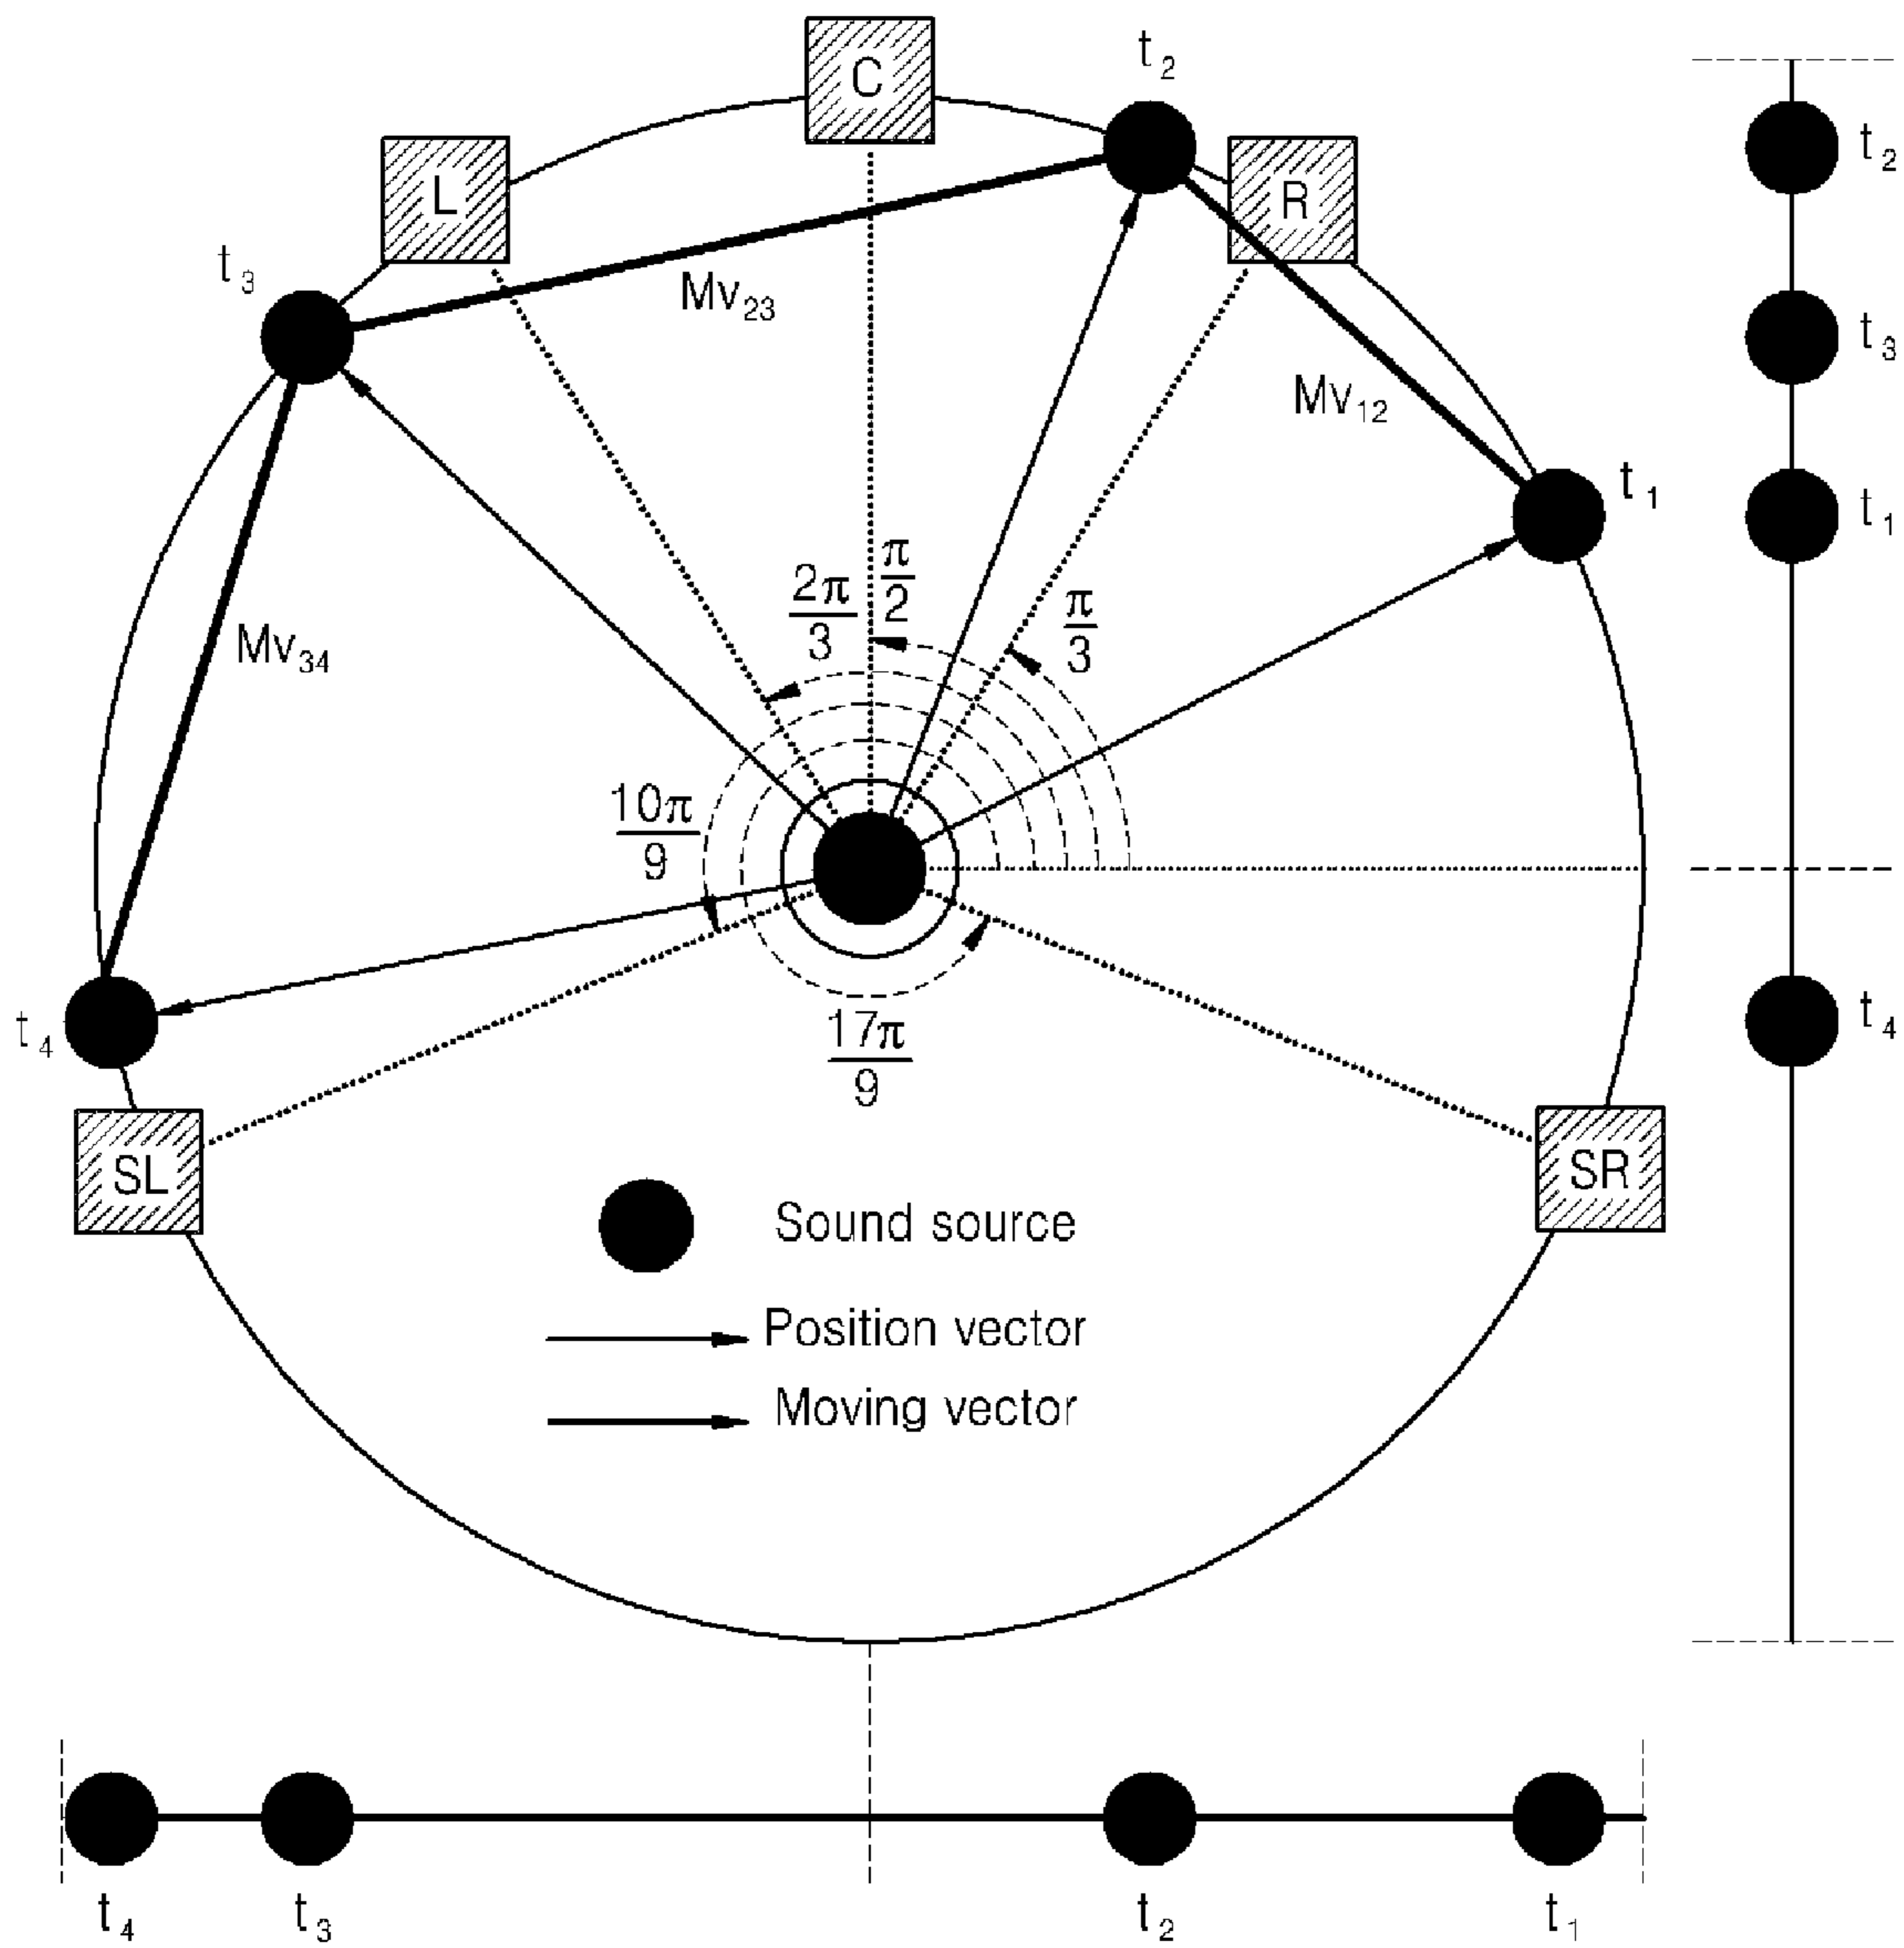 C
t₂
L
R
t₂
t₃
Mv₂₃
t₃
Mv₁₂
t₁
t₁
2π/3
π/2
π/3
Mv₃₄
10π/9
17π/9
t₄
t₄
SL
SR
Sound source
Position vector
Moving vector
t₄ t₃ t₂ t₁